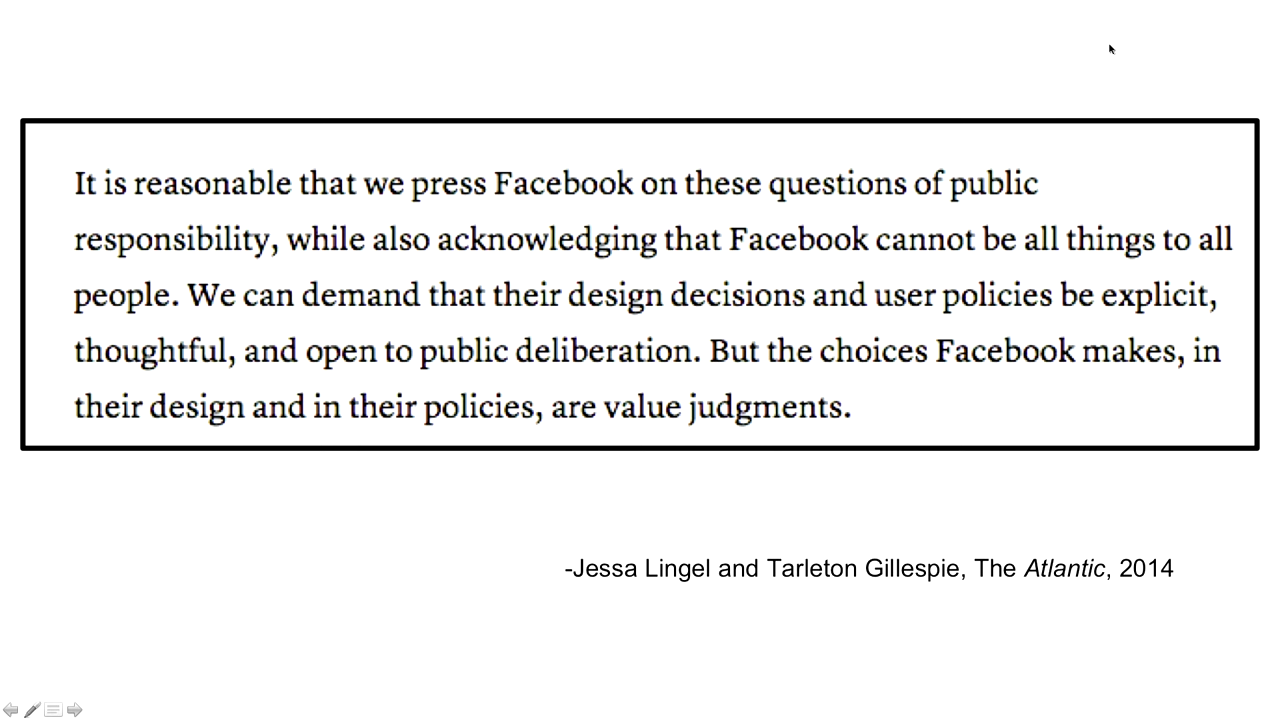 It is reasonable that we press Facebook on these questions of public
responsibility, while also acknowledging that Facebook cannot be all things to all
people. We can demand that their design decisions and user policies be explicit,
thoughtful, and open to public deliberation. But the choices Facebook makes, in
their design and in their policies, are value judgments.
-Jessa Lingel and Tarleton Gillespie, The Atlantic, 2014